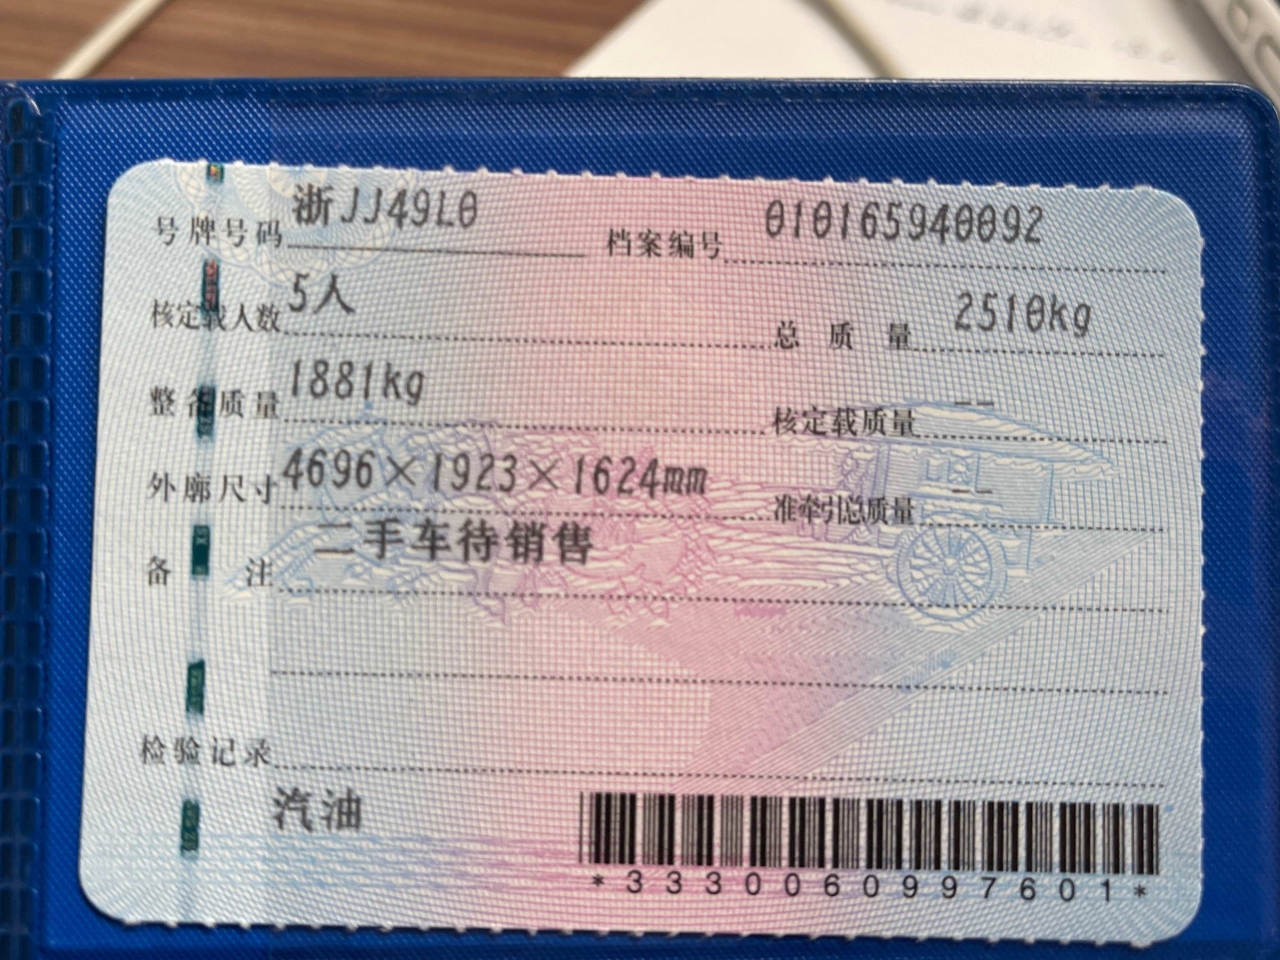 号牌号码 浙JJ49L0 档案编号 010165940092
核定载人数 5人 总质量 2510kg
整备质量 1881kg 核定载质量 --
外廓尺寸 4696×1923×1624mm 准牵引总质量 --
备注 二手车待销售
检验记录
汽油
*3330060997601*